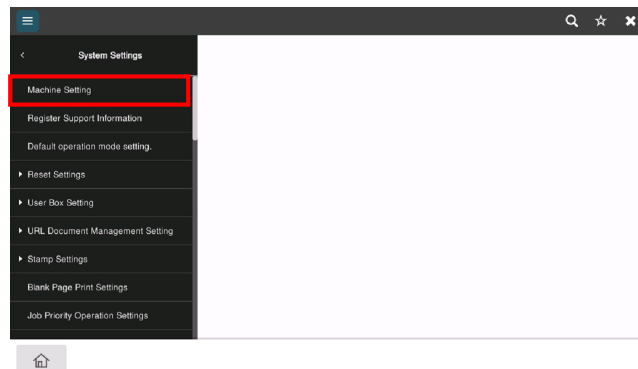 System Settings
Machine Setting
Register Support Information
Default operation mode setting.
Reset Settings
User Box Setting
URL Document Management Setting
Stamp Settings
Blank Page Print Settings
Job Priority Operation Settings